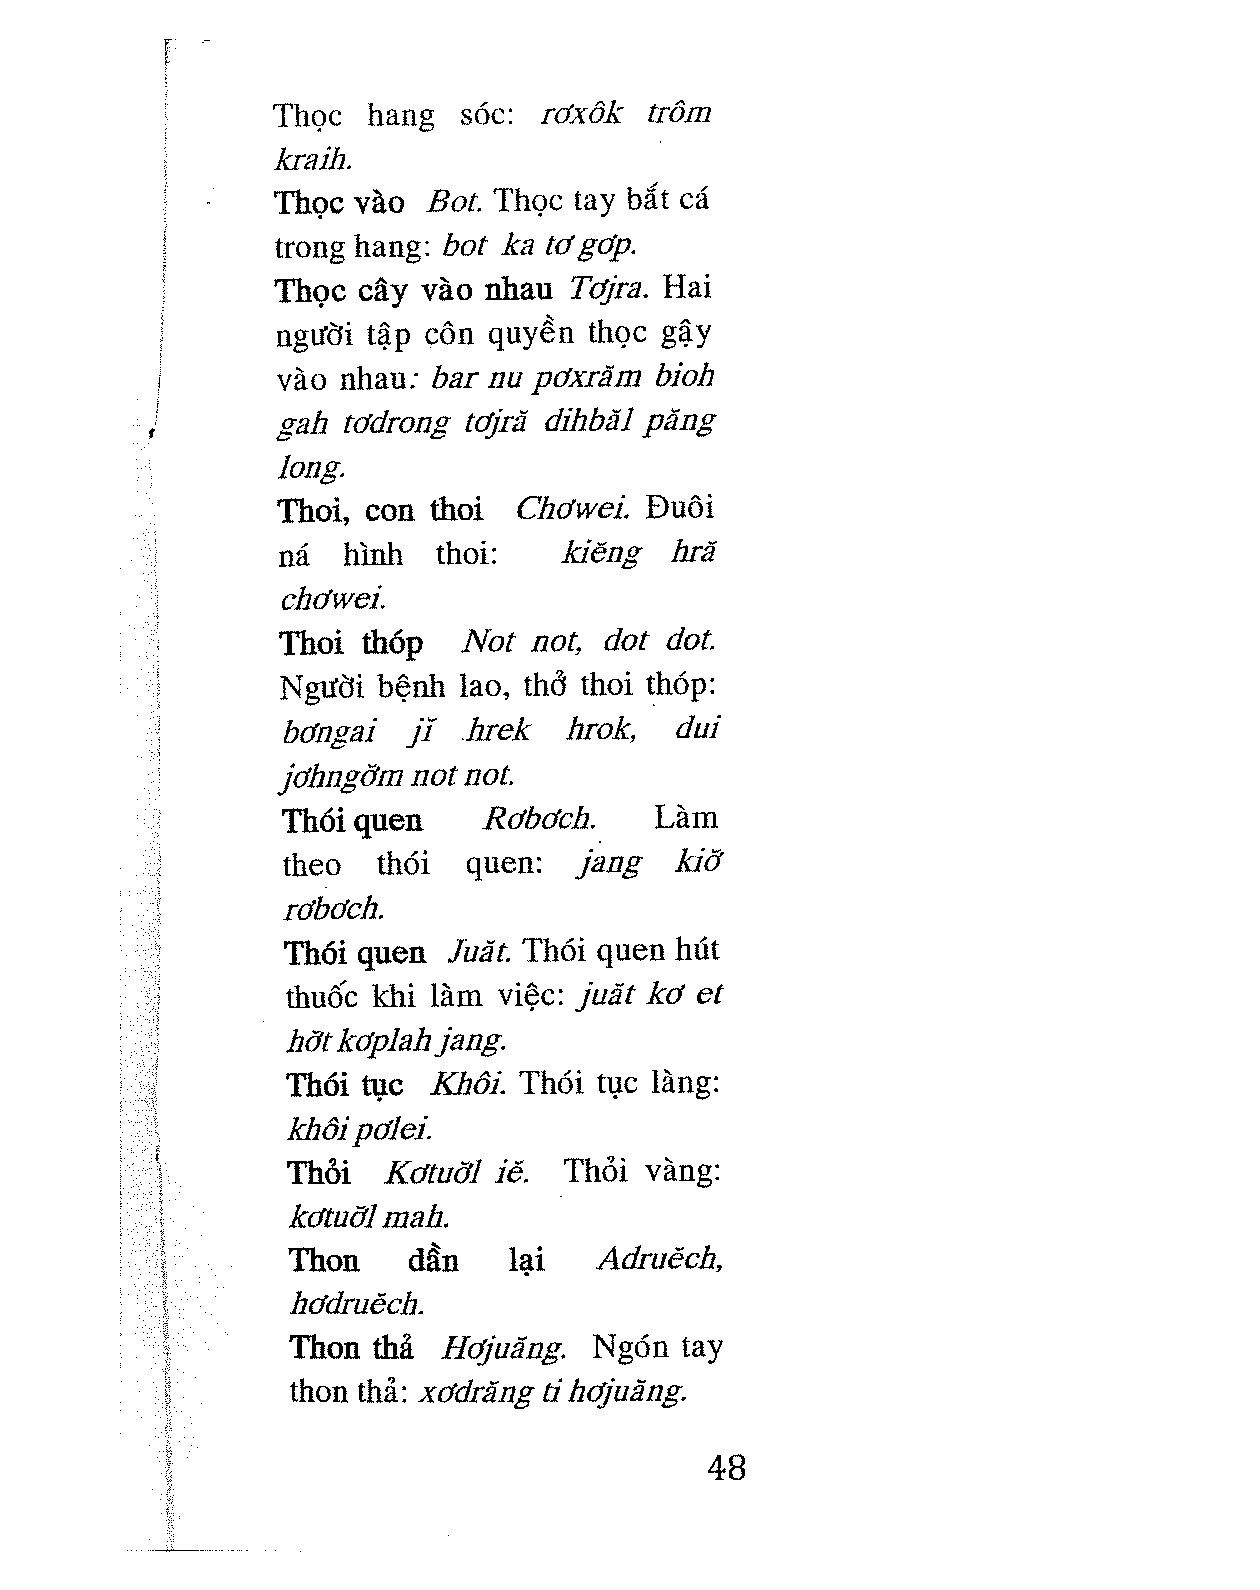 Thọc hang sóc: rơxôk trôm
kraih.
Thọc vào Bot. Thọc tay bắt cá
trong hang: bot ka tơ gơp.
Thọc cây vào nhau Tơjra. Hai
người tập côn quyền thọc gậy
vào nhau: bar nu pơxrăm bioh
gah tơdrong tơjră dihbăl păng
long.
Thoi, con thoi Chơwei. Đuôi
ná hình thoi: kiĕng hră
chơwei.
Thoi thóp Not not, dot dot.
Người bệnh lao, thở thoi thóp:
bơngai jĭ hrek hrok, dui
jơhngơ̆m not not.
Thói quen Rơbơch. Làm
theo thói quen: jang kiơ̆
rơbơch.
Thói quen Juăt. Thói quen hút
thuốc khi làm việc: juăt kơ et
hơ̆t kơplah jang.
Thói tục Khôi. Thói tục làng:
khôi pơlei.
Thỏi Kơtuơ̆l iĕ. Thỏi vàng:
kơtuơ̆l mah.
Thon dần lại Adruĕch,
hơdruĕch.
Thon thả Hơjuăng. Ngón tay
thon thả: xơdrăng ti hơjuăng.
48